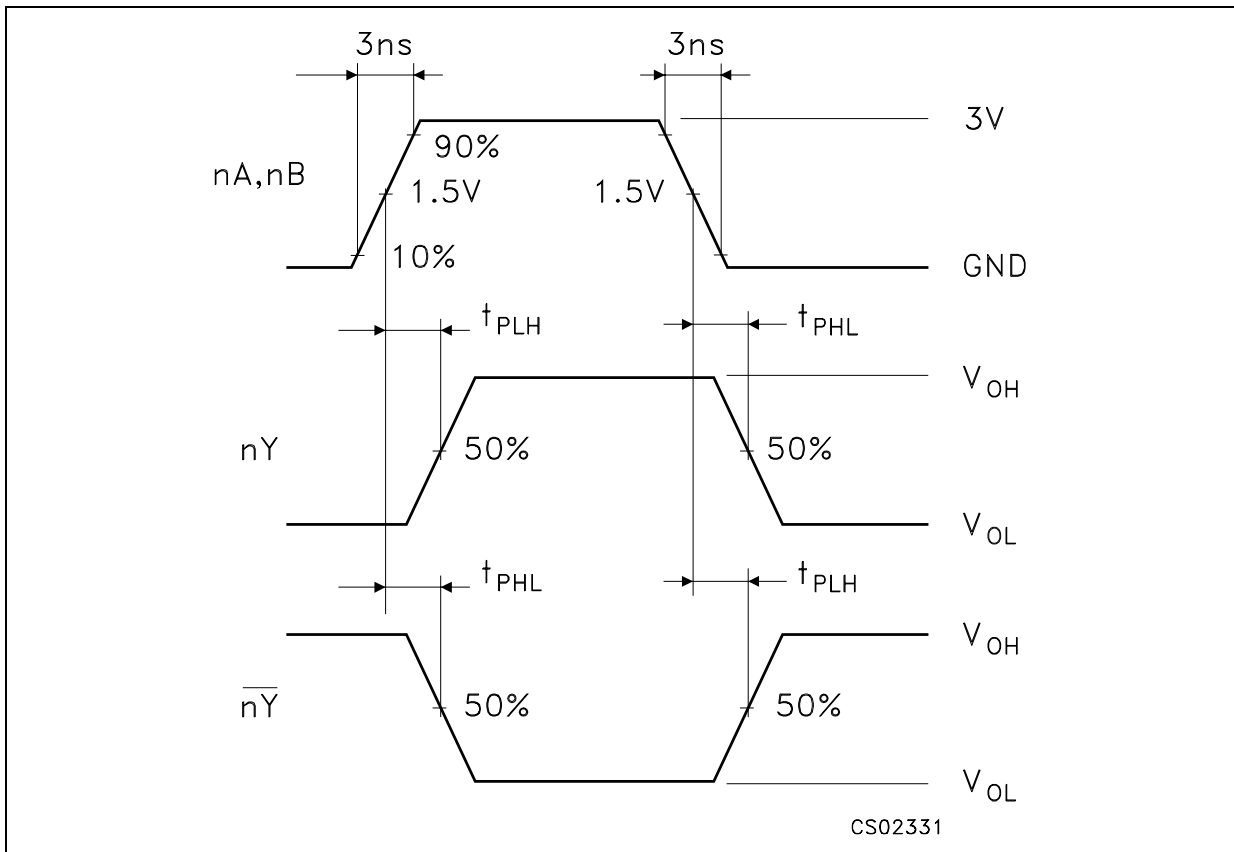 3ns 3ns
3V
90%
nA,nB 1.5V 1.5V
10% GND
tPLH tPHL
VOH
nY 50% 50%
VOL
tPHL tPLH
VOH
nY 50% 50%
VOL
CS02331